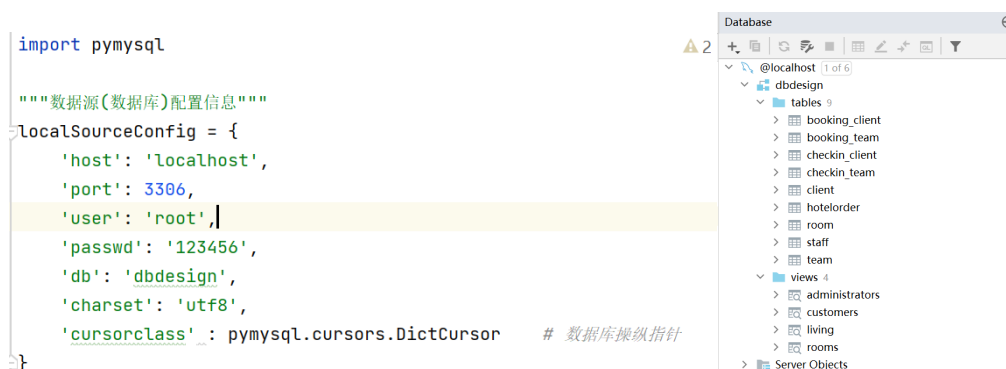 import pymysql
2
"""数据源(数据库)配置信息"""
localSourceConfig = {
'host': 'localhost',
'port': 3306,
'user': 'root',
'passwd': '123456',
'db': 'dbdesign',
'charset': 'utf8',
'cursorclass' : pymysql.cursors.DictCursor # 数据库操纵指针
}
Database
@localhost 1 of 6
dbdesign
tables 9
booking_client
booking_team
checkin_client
checkin_team
client
hotelorder
room
staff
team
views 4
administrators
customers
living
rooms
Server Objects